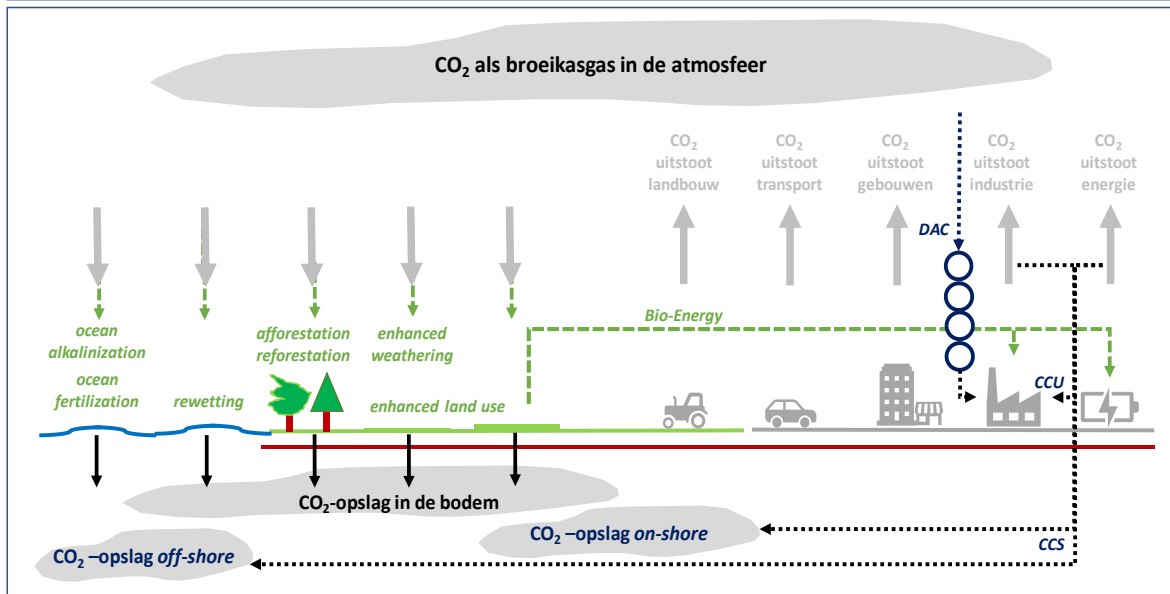 CO₂ als broeikasgas in de atmosfeer
CO₂
uitstoot
landbouw
CO₂
uitstoot
transport
CO₂
uitstoot
gebouwen
CO₂
uitstoot
industrie
CO₂
uitstoot
energie
DAC
Bio-Energy
ocean
alkalinization
ocean
fertilization
rewetting
afforestation
reforestation
enhanced
weathering
enhanced land use
CCU
CO₂-opslag in de bodem
CO₂ –opslag on-shore
CCS
CO₂ –opslag off-shore